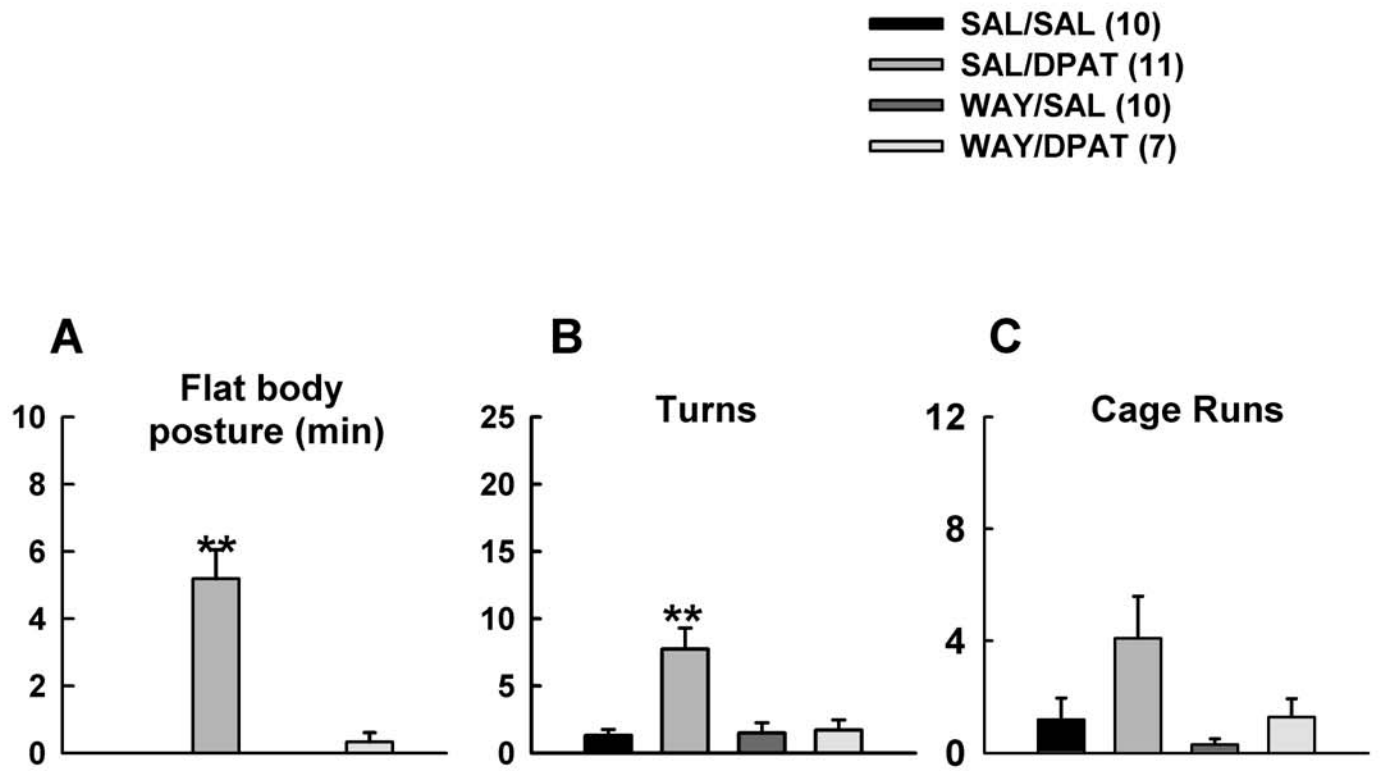 SAL/SAL (10)
SAL/DPAT (11)
WAY/SAL (10)
WAY/DPAT (7)
A
Flat body
posture (min)
10
8
6
4
2
0
**
B
Turns
25
20
15
10
5
0
**
C
Cage Runs
12
8
4
0